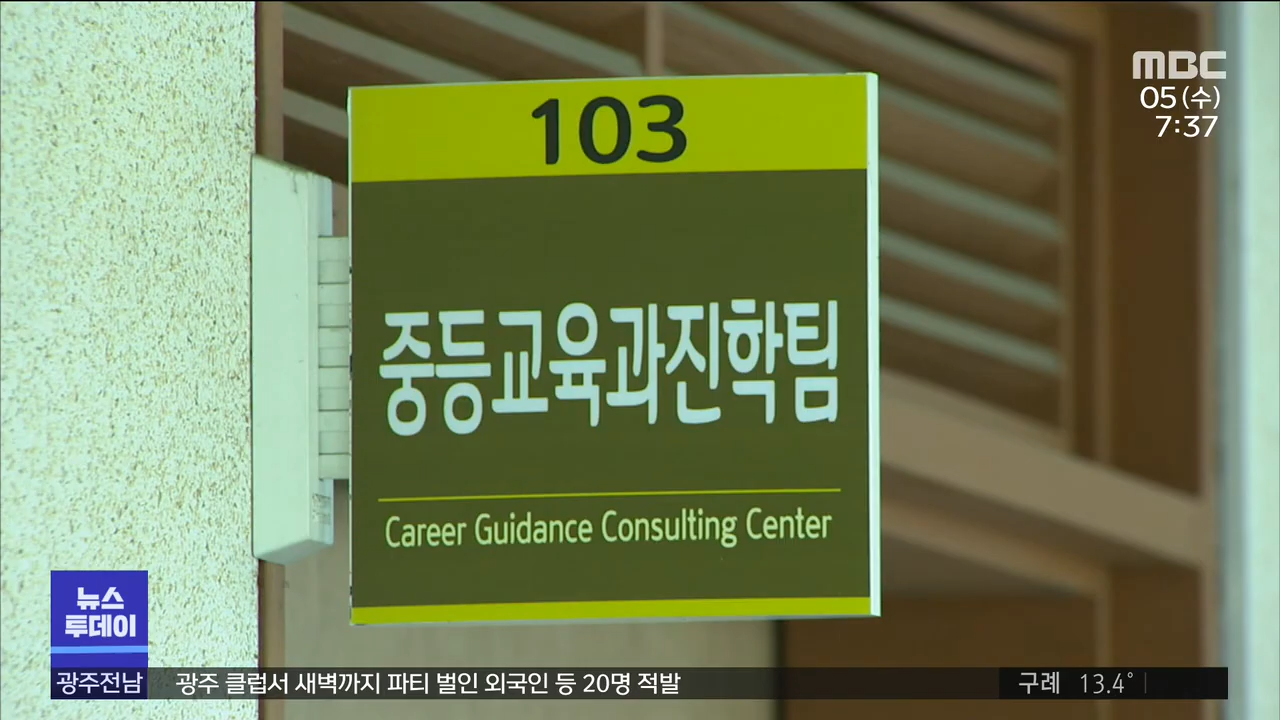 MBC
05(수)
7:37
103
중등교육과진학팀
Career Guidance Consulting Center
뉴스
투데이
광주전남 광주 클럽서 새벽까지 파티 벌인 외국인 등 20명 적발 구례 13.4°